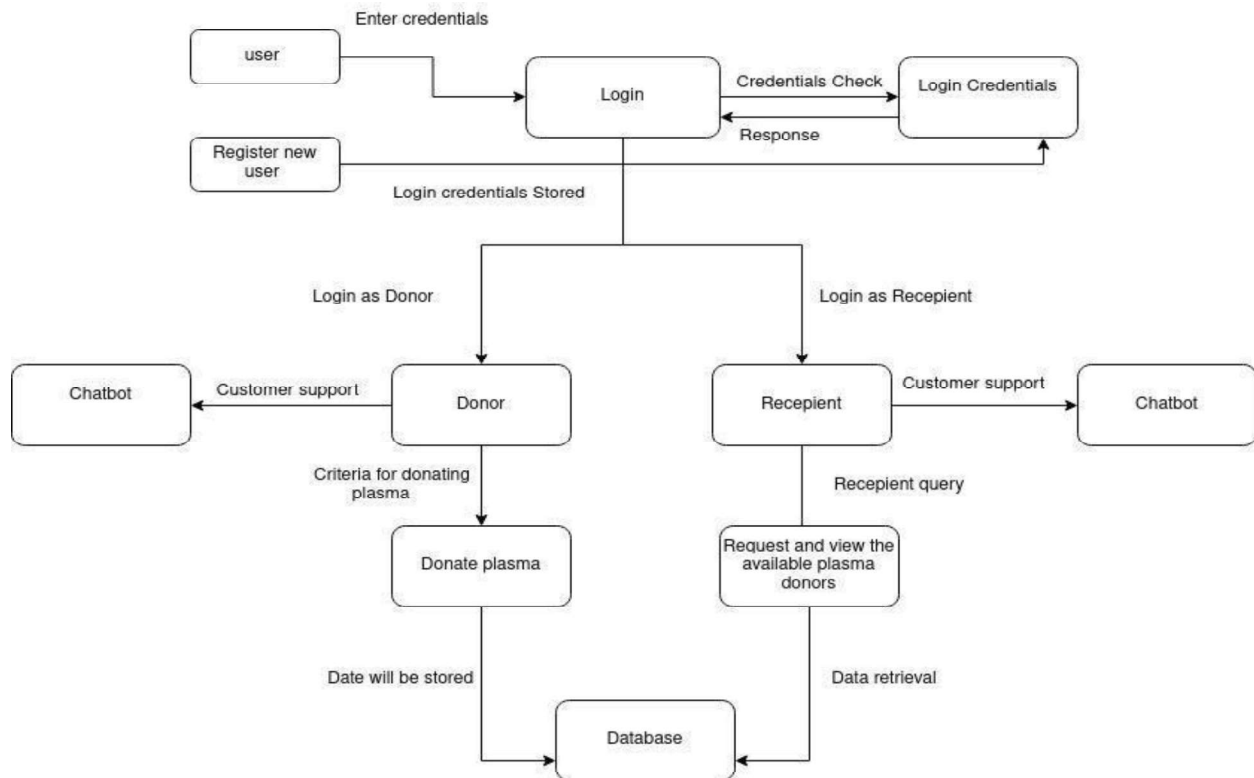 Enter credentials
user
Login
Credentials Check
Login Credentials
Response
Register new
user
Login credentials Stored
Login as Donor
Login as Recepient
Chatbot
Customer support
Donor
Recepient
Customer support
Chatbot
Criteria for donating
plasma
Recepient query
Donate plasma
Request and view the
available plasma
donors
Date will be stored
Data retrieval
Database